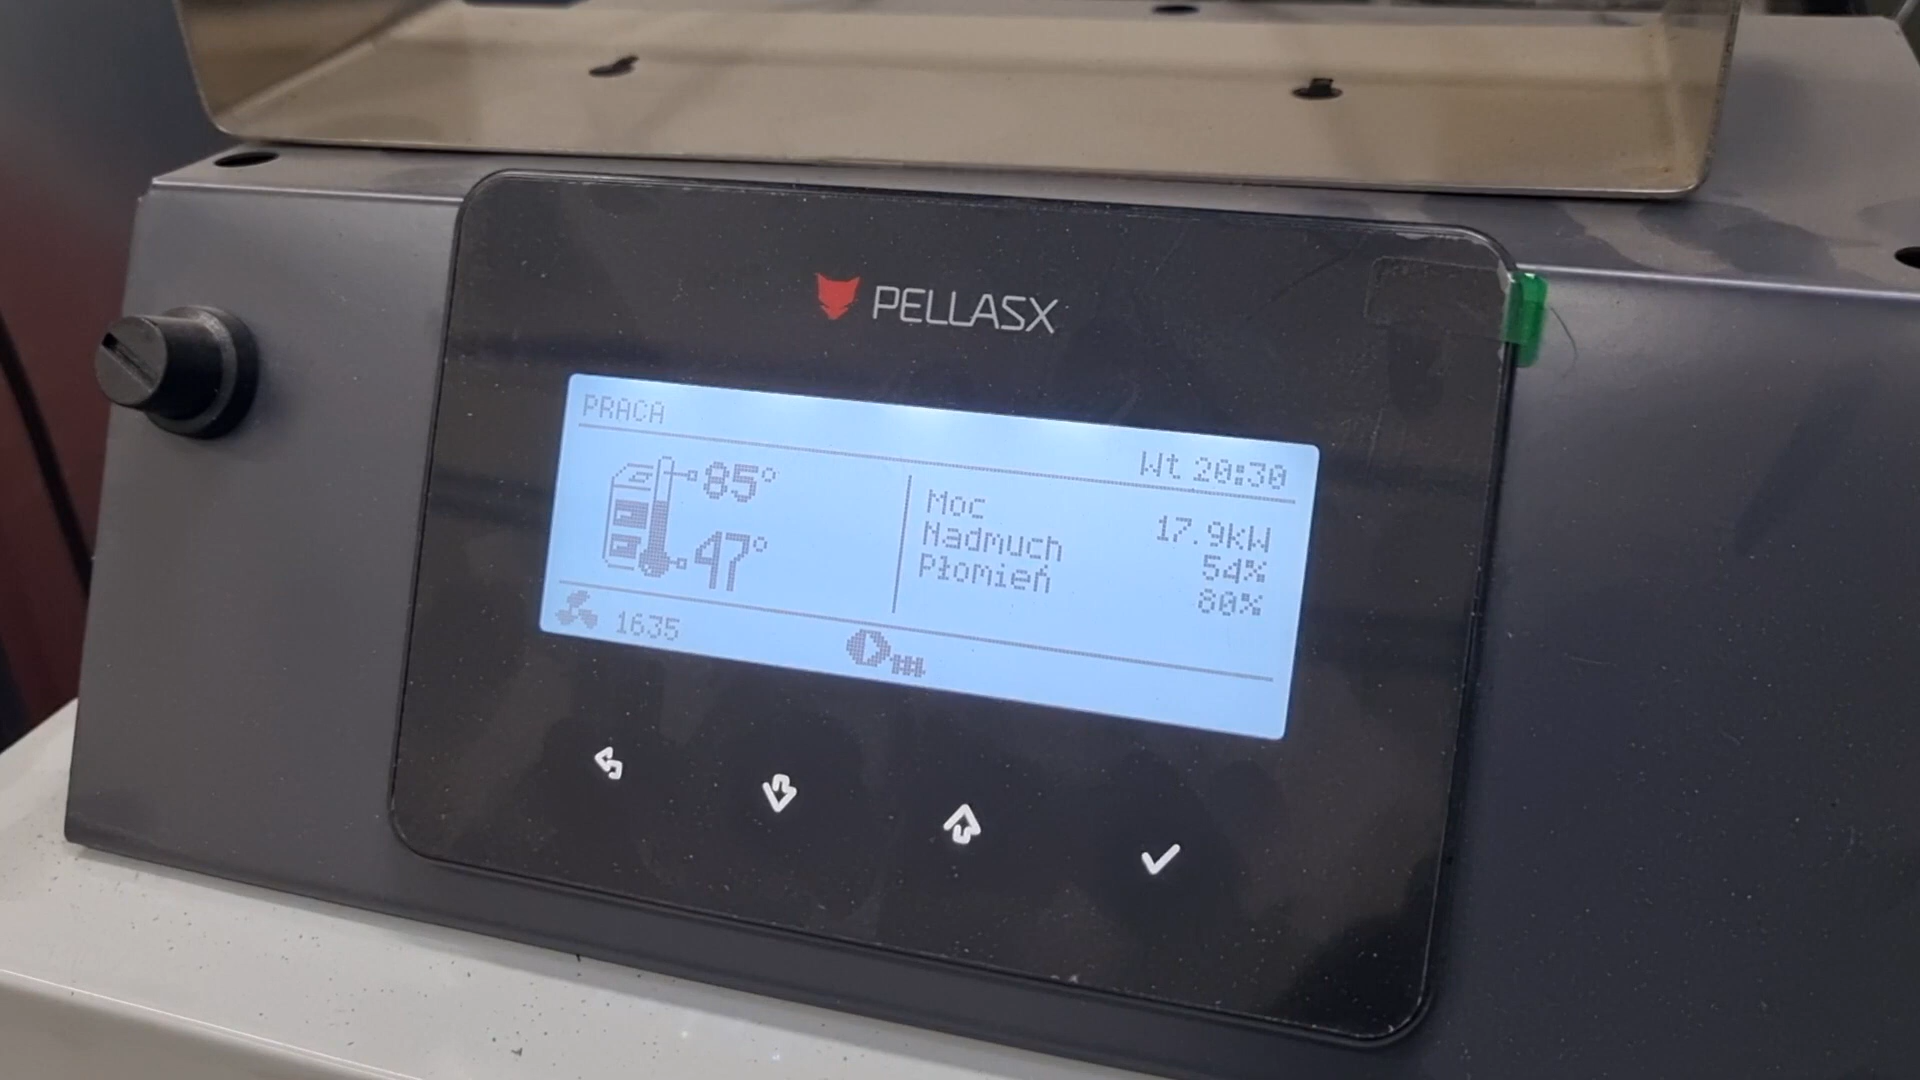 PELLASX
PRACA
Wt 20:30
85°
47°
Moc 17.9kW
Nadmuch 54%
Płomień 80%
1635